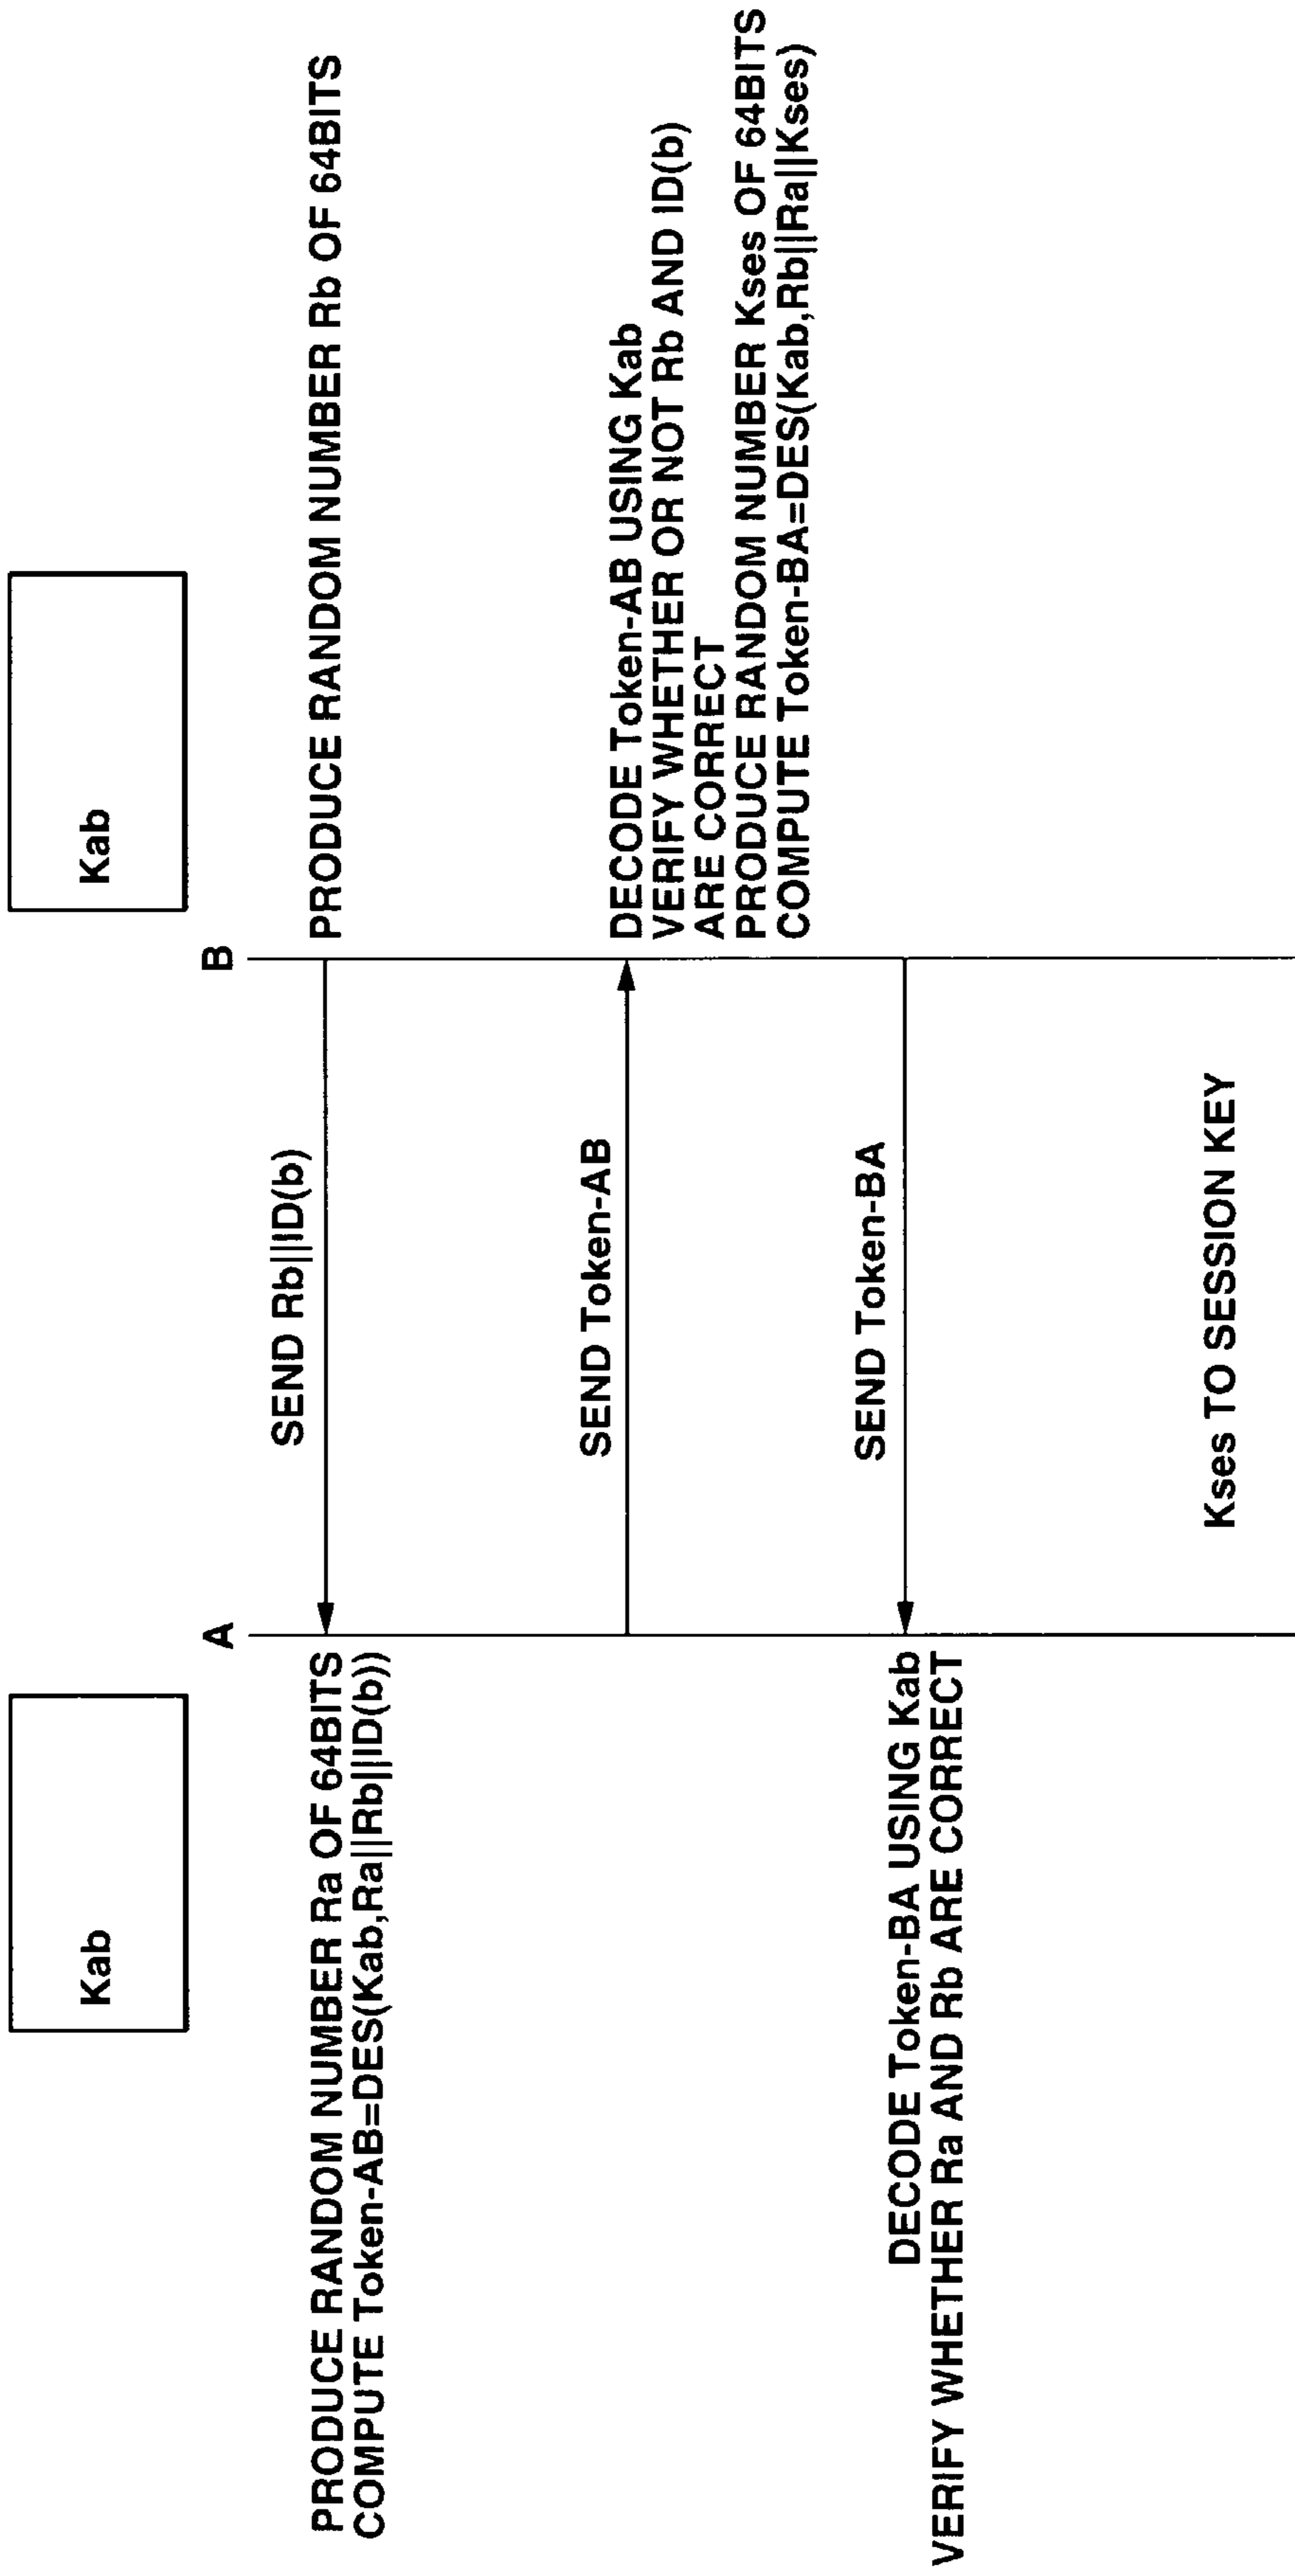 Kab
Kab
A
B
SEND Rb||ID(b)
PRODUCE RANDOM NUMBER Rb OF 64BITS
PRODUCE RANDOM NUMBER Ra OF 64BITS
COMPUTE Token-AB=DES(Kab,Ra||Rb||ID(b))
SEND Token-AB
DECODE Token-AB USING Kab
VERIFY WHETHER OR NOT Rb AND ID(b)
ARE CORRECT
PRODUCE RANDOM NUMBER Kses OF 64BITS
COMPUTE Token-BA=DES(Kab,Rb||Ra||Kses)
SEND Token-BA
DECODE Token-BA USING Kab
VERIFY WHETHER Ra AND Rb ARE CORRECT
Kses TO SESSION KEY